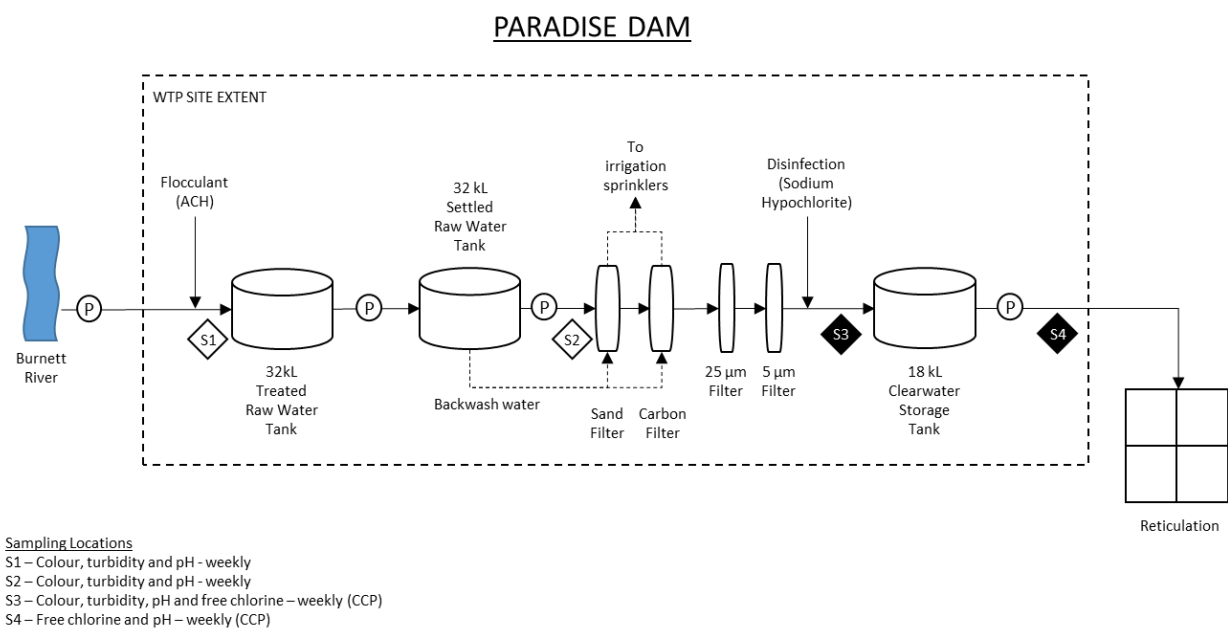 PARADISE DAM
WTP SITE EXTENT
Flocculant
(ACH)
32 kL
Settled
Raw Water
Tank
To
irrigation
sprinklers
Disinfection
(Sodium
Hypochlorite)
P
P
P
P
S1
S2
S3
S4
Burnett
River
32kL
Treated
Raw Water
Tank
Backwash water
Sand
Filter
Carbon
Filter
25 µm
Filter
5 µm
Filter
18 kL
Clearwater
Storage
Tank
Reticulation
Sampling Locations
S1 – Colour, turbidity and pH - weekly
S2 – Colour, turbidity and pH - weekly
S3 – Colour, turbidity, pH and free chlorine – weekly (CCP)
S4 – Free chlorine and pH – weekly (CCP)